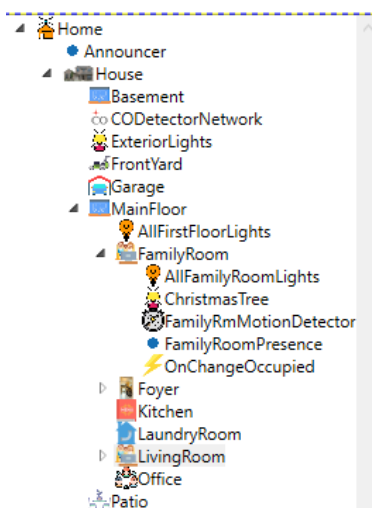 Home
Announcer
House
Basement
CODetectorNetwork
ExteriorLights
FrontYard
Garage
MainFloor
AllFirstFloorLights
FamilyRoom
AllFamilyRoomLights
ChristmasTree
FamilyRmMotionDetector
FamilyRoomPresence
OnChangeOccupied
Foyer
Kitchen
LaundryRoom
LivingRoom
Office
Patio